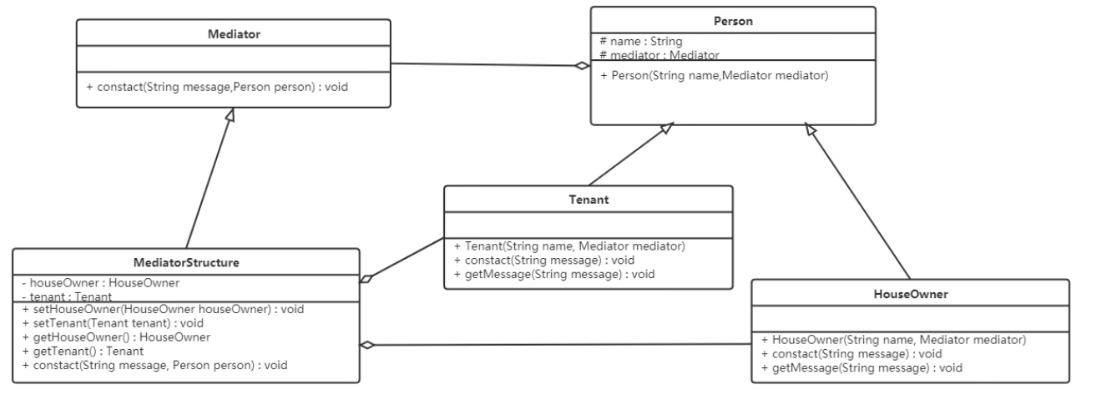 Mediator
+ constact(String message,Person person) : void
Person
# name : String
# mediator : Mediator
+ Person(String name,Mediator mediator)
Tenant
+ Tenant(String name, Mediator mediator)
+ constact(String message) : void
+ getMessage(String message) : void
MediatorStructure
- houseOwner : HouseOwner
- tenant : Tenant
+ setHouseOwner(HouseOwner houseOwner) : void
+ setTenant(Tenant tenant) : void
+ getHouseOwner() : HouseOwner
+ getTenant() : Tenant
+ constact(String message, Person person) : void
HouseOwner
+ HouseOwner(String name, Mediator mediator)
+ constact(String message) : void
+ getMessage(String message) : void